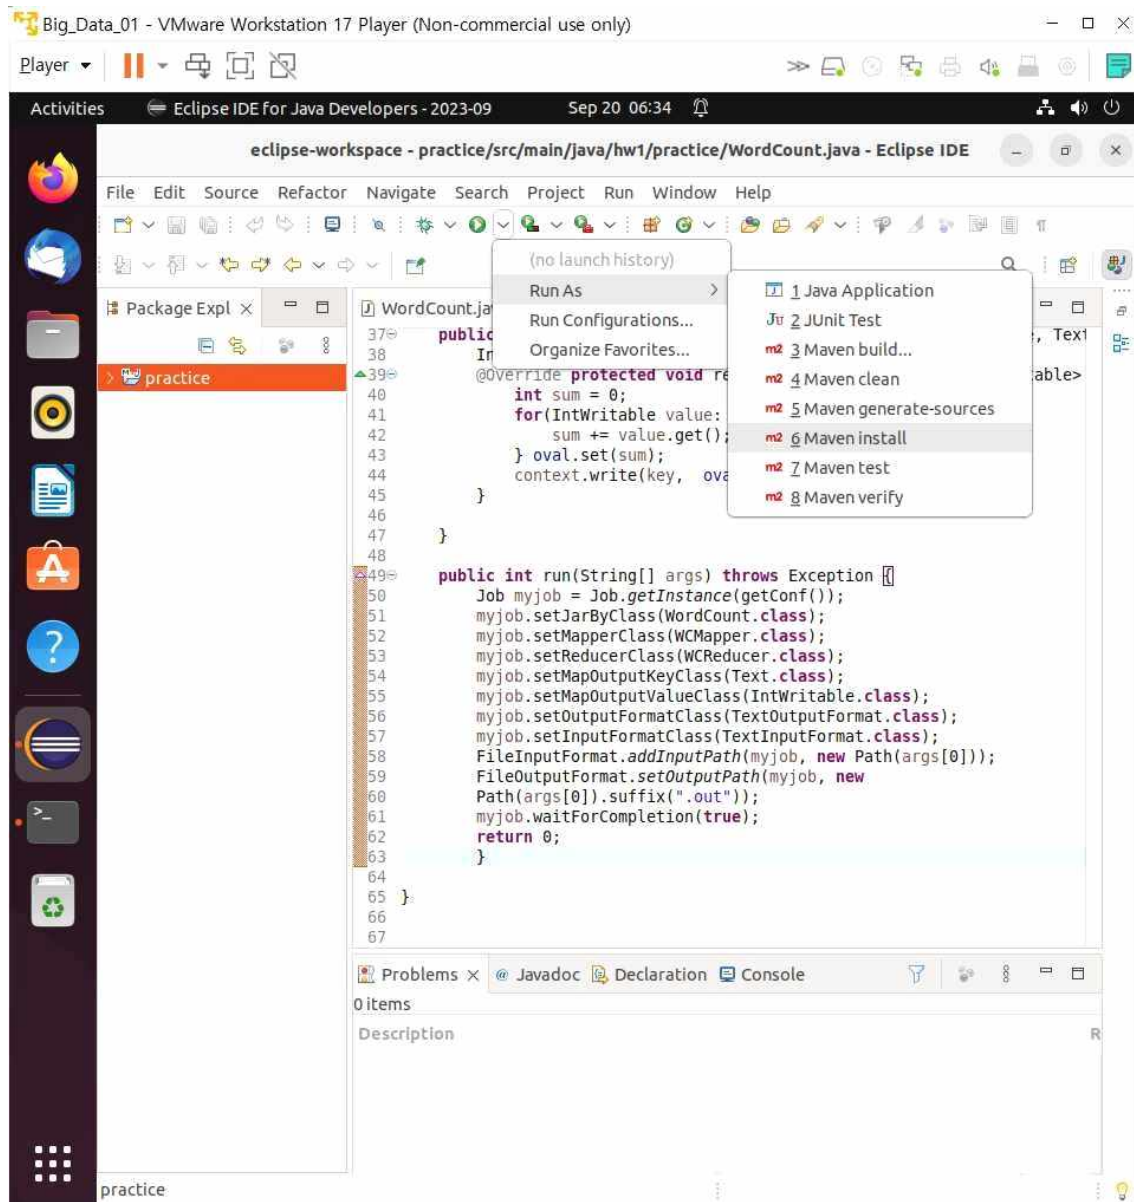 Big_Data_01 - VMware Workstation 17 Player (Non-commercial use only)
Player
Activities Eclipse IDE for Java Developers - 2023-09 Sep 20 06:34
eclipse-workspace - practice/src/main/java/hw1/practice/WordCount.java - Eclipse IDE
File Edit Source Refactor Navigate Search Project Run Window Help
(no launch history)
Run As
Run Configurations...
Organize Favorites...
1 Java Application
Ju 2 JUnit Test
m2 3 Maven build...
m2 4 Maven clean
m2 5 Maven generate-sources
m2 6 Maven install
m2 7 Maven test
m2 8 Maven verify
Package Expl
practice
WordCount.ja
37 public , Text
38 In
39 @Override protected void re table>
40 int sum = 0;
41 for(IntWritable value:
42 sum += value.get();
43 } oval.set(sum);
44 context.write(key, ova
45 }
46
47 }
48
49 public int run(String[] args) throws Exception {
50 Job myjob = Job.getInstance(getConf());
51 myjob.setJarByClass(WordCount.class);
52 myjob.setMapperClass(WCMapper.class);
53 myjob.setReducerClass(WCReducer.class);
54 myjob.setMapOutputKeyClass(Text.class);
55 myjob.setMapOutputValueClass(IntWritable.class);
56 myjob.setOutputFormatClass(TextOutputFormat.class);
57 myjob.setInputFormatClass(TextInputFormat.class);
58 FileInputFormat.addInputPath(myjob, new Path(args[0]));
59 FileOutputFormat.setOutputPath(myjob, new
60 Path(args[0]).suffix(".out"));
61 myjob.waitForCompletion(true);
62 return 0;
63 }
64
65 }
66
67
Problems @ Javadoc Declaration Console
0 items
Description R
practice